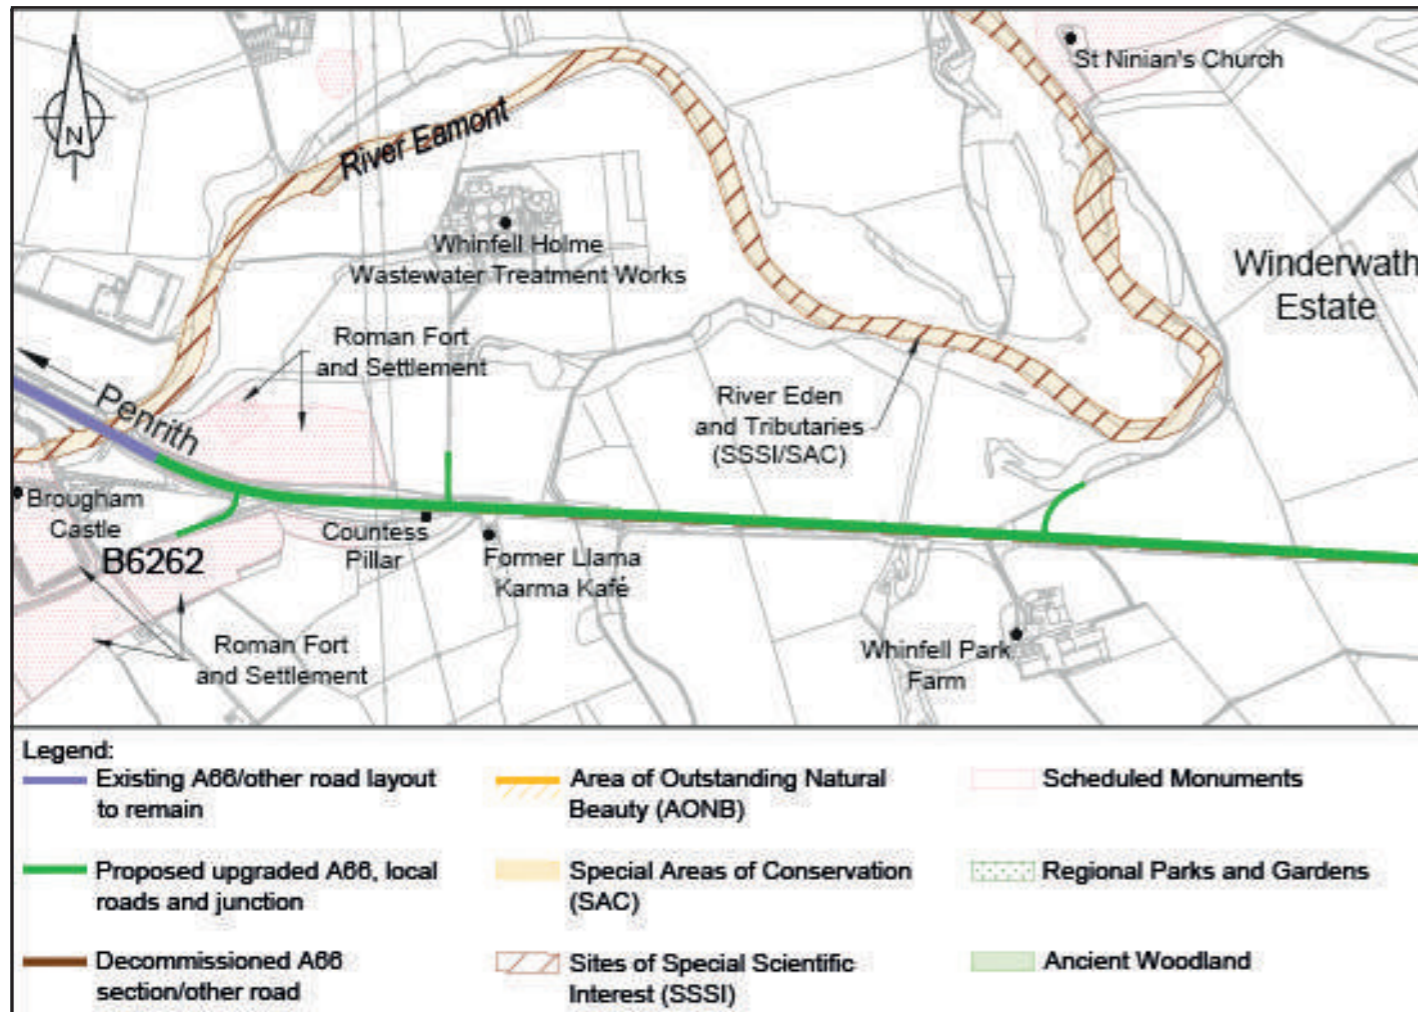 St Ninian's Church
River Eamont
N
Whinfell Holme
Wastewater Treatment Works
Winderwath
Estate
Roman Fort
and Settlement
Penrith
River Eden
and Tributaries
(SSSI/SAC)
Brougham
Castle
B6262
Countess
Pillar
Former Llama
Karma Kafé
Roman Fort
and Settlement
Whinfell Park
Farm
Legend:
Existing A66/other road layout
to remain
Proposed upgraded A66, local
roads and junction
Decommissioned A66
section/other road
Area of Outstanding Natural
Beauty (AONB)
Special Areas of Conservation
(SAC)
Sites of Special Scientific
Interest (SSSI)
Scheduled Monuments
Regional Parks and Gardens
Ancient Woodland